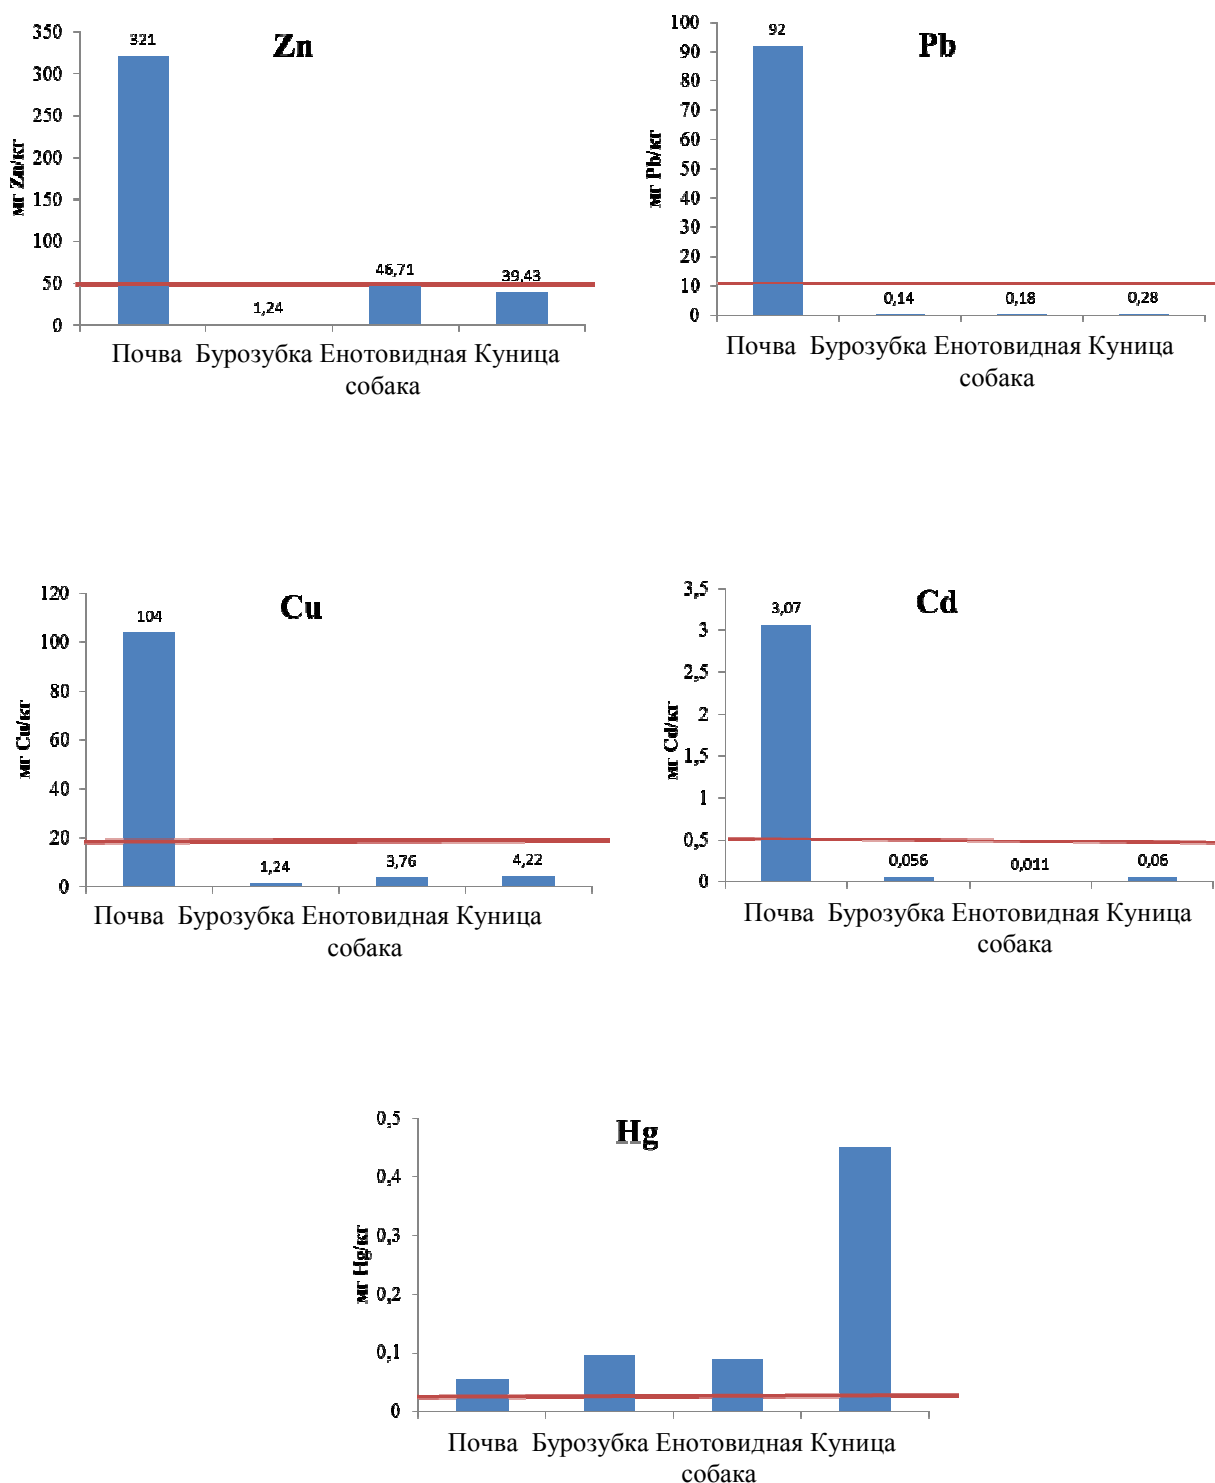 Zn
мг Zn/кг
350
300
250
200
150
100
50
0
321
1,24
46,71
39,43
Почва Бурозубка Енотовидная Куница
собака
Pb
мг Pb/кг
100
90
80
70
60
50
40
30
20
10
0
92
0,14
0,18
0,28
Почва Бурозубка Енотовидная Куница
собака
Cu
мг Cu/кг
120
100
80
60
40
20
0
104
1,24
3,76
4,22
Почва Бурозубка Енотовидная Куница
собака
Cd
мг Cd/кг
3,5
3
2,5
2
1,5
1
0,5
0
3,07
0,056
0,011
0,06
Почва Бурозубка Енотовидная Куница
собака
Hg
мг Hg/кг
0,5
0,4
0,3
0,2
0,1
0
Почва Бурозубка Енотовидная Куница
собака